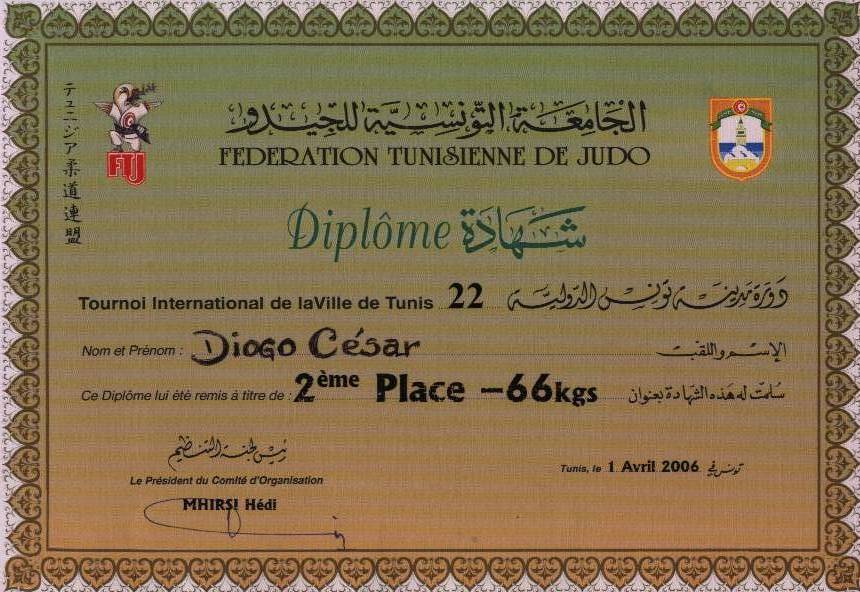 テュニジア柔道連盟
FTJ
الجامعة التونسية للجيدو
FEDERATION TUNISIENNE DE JUDO
Diplôme شهادة
Tournoi International de laVille de Tunis 22 دورة مدينة تونس الدولية
Nom et Prénom : Diogo César الإسم واللقب
Ce Diplôme lui été remis à titre de : 2ème Place -66kgs سلمت له هذه الشهادة بعنوان
رئيس لجنة التنظيم
Le Président du Comité d'Organisation
MHIRSI Hédi
Tunis, le 1 Avril 2006 تونس في